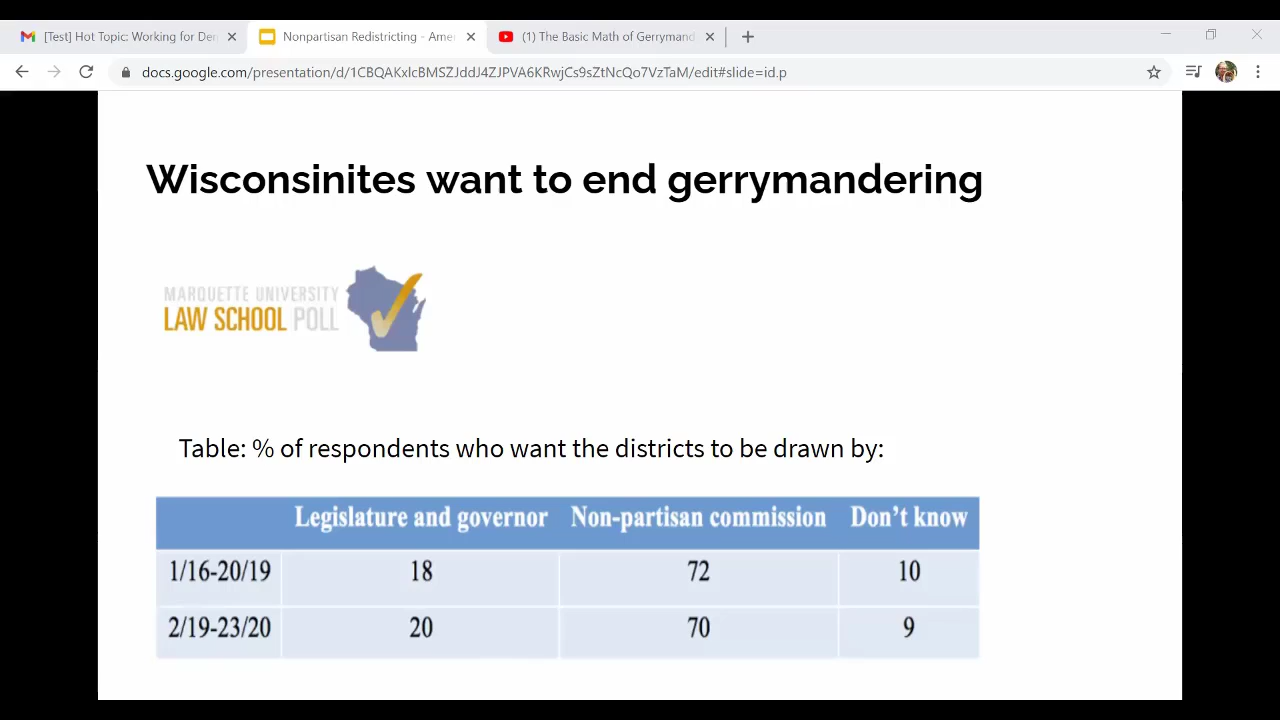 [Test] Hot Topic: Working for Den
Nonpartisan Redistricting - Ame
(1) The Basic Math of Gerrymand
docs.google.com/presentation/d/1CBQAKxIcBMSZJddJ4ZJPVA6KRwjCs9sZtNcQo7VzTaM/edit#slide=id.p
Wisconsinites want to end gerrymandering
MARQUETTE UNIVERSITY
LAW SCHOOL POLL
Table: % of respondents who want the districts to be drawn by:
Legislature and governor Non-partisan commission Don't know
1/16-20/19 18 72 10
2/19-23/20 20 70 9